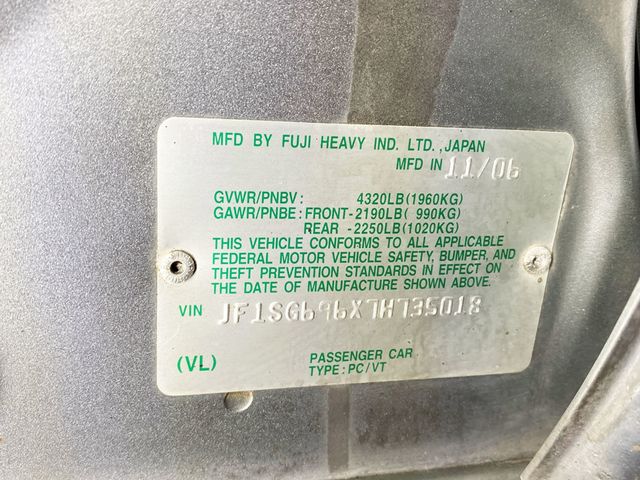 MFD BY FUJI HEAVY IND. LTD.,JAPAN
MFD IN 11/06
GVWR/PNBV: 4320LB(1960KG)
GAWR/PNBE: FRONT-2190LB( 990KG)
REAR -2250LB(1020KG)
THIS VEHICLE CONFORMS TO ALL APPLICABLE
FEDERAL MOTOR VEHICLE SAFETY, BUMPER, AND
THEFT PREVENTION STANDARDS IN EFFECT ON
THE DATE OF MANUFACTURE SHOWN ABOVE.
VIN JF1SG696X7H735018
(VL) PASSENGER CAR
TYPE: PC/VT